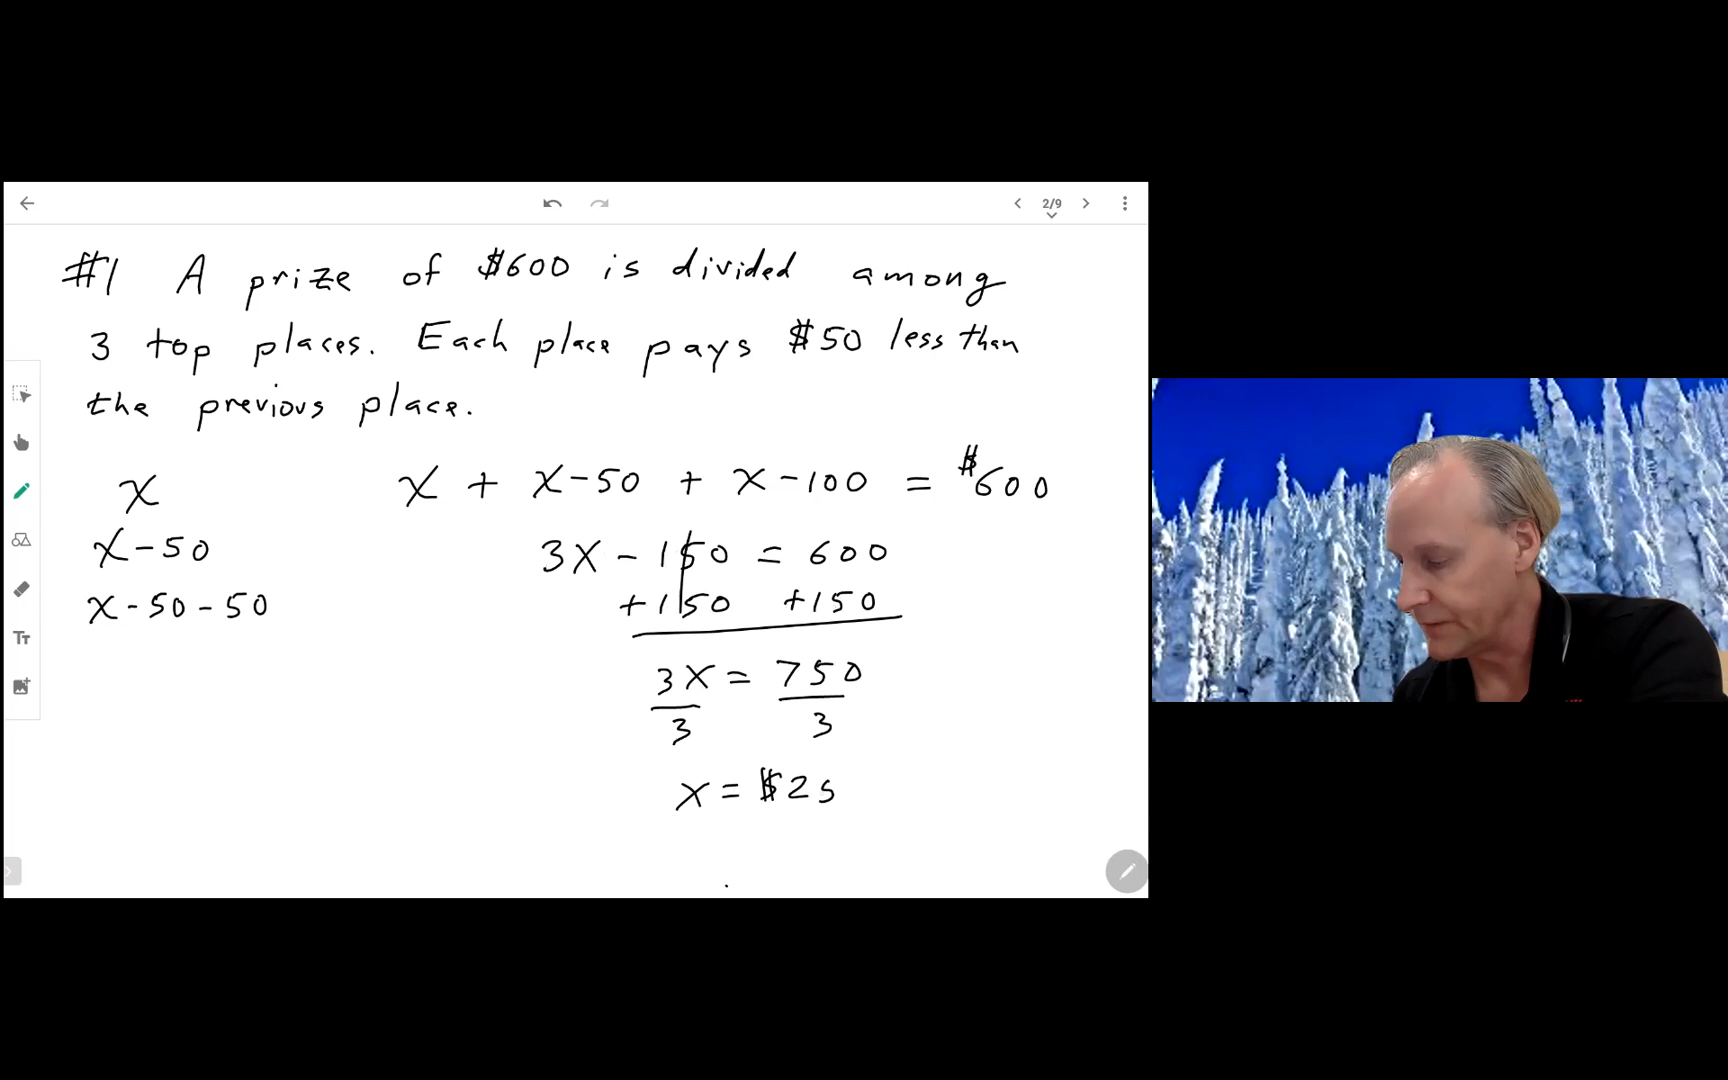 2/9
#1 A prize of $600 is divided among
3 top places. Each place pays $50 less than
the previous place.
x
x-50
x-50-50
x + x-50 + x-100 = $600
3x - 150 = 600
+150 +150
3x = 750
3 3
x = $25
Tt